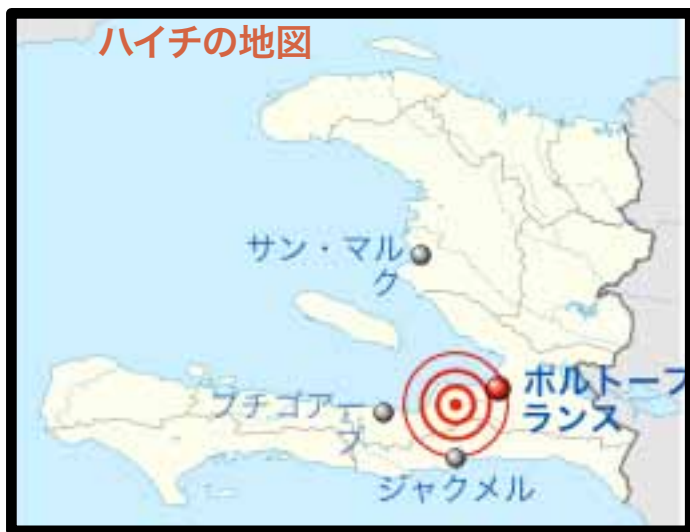 ハイチの地図
サン・マル
ク
ポルトープ
ランス
プチゴアー
ブ
ジャクメル